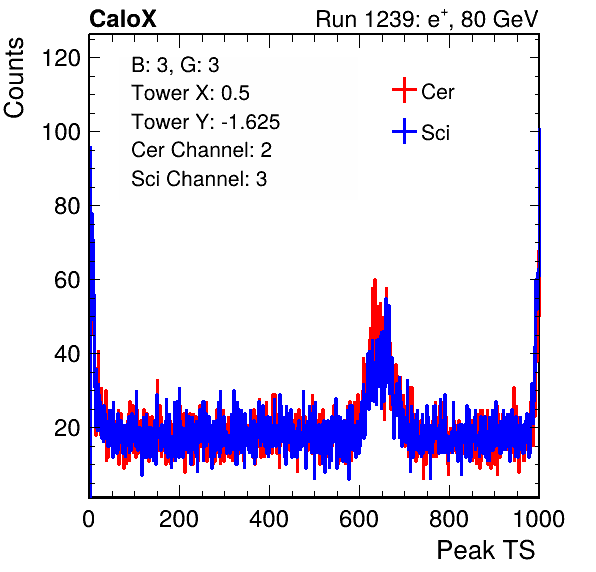 CaloX
Run 1239: e+, 80 GeV
Counts
B: 3, G: 3
Tower X: 0.5
Tower Y: -1.625
Cer Channel: 2
Sci Channel: 3
Cer
Sci
120
100
80
60
40
20
0
200
400
600
800
1000
Peak TS